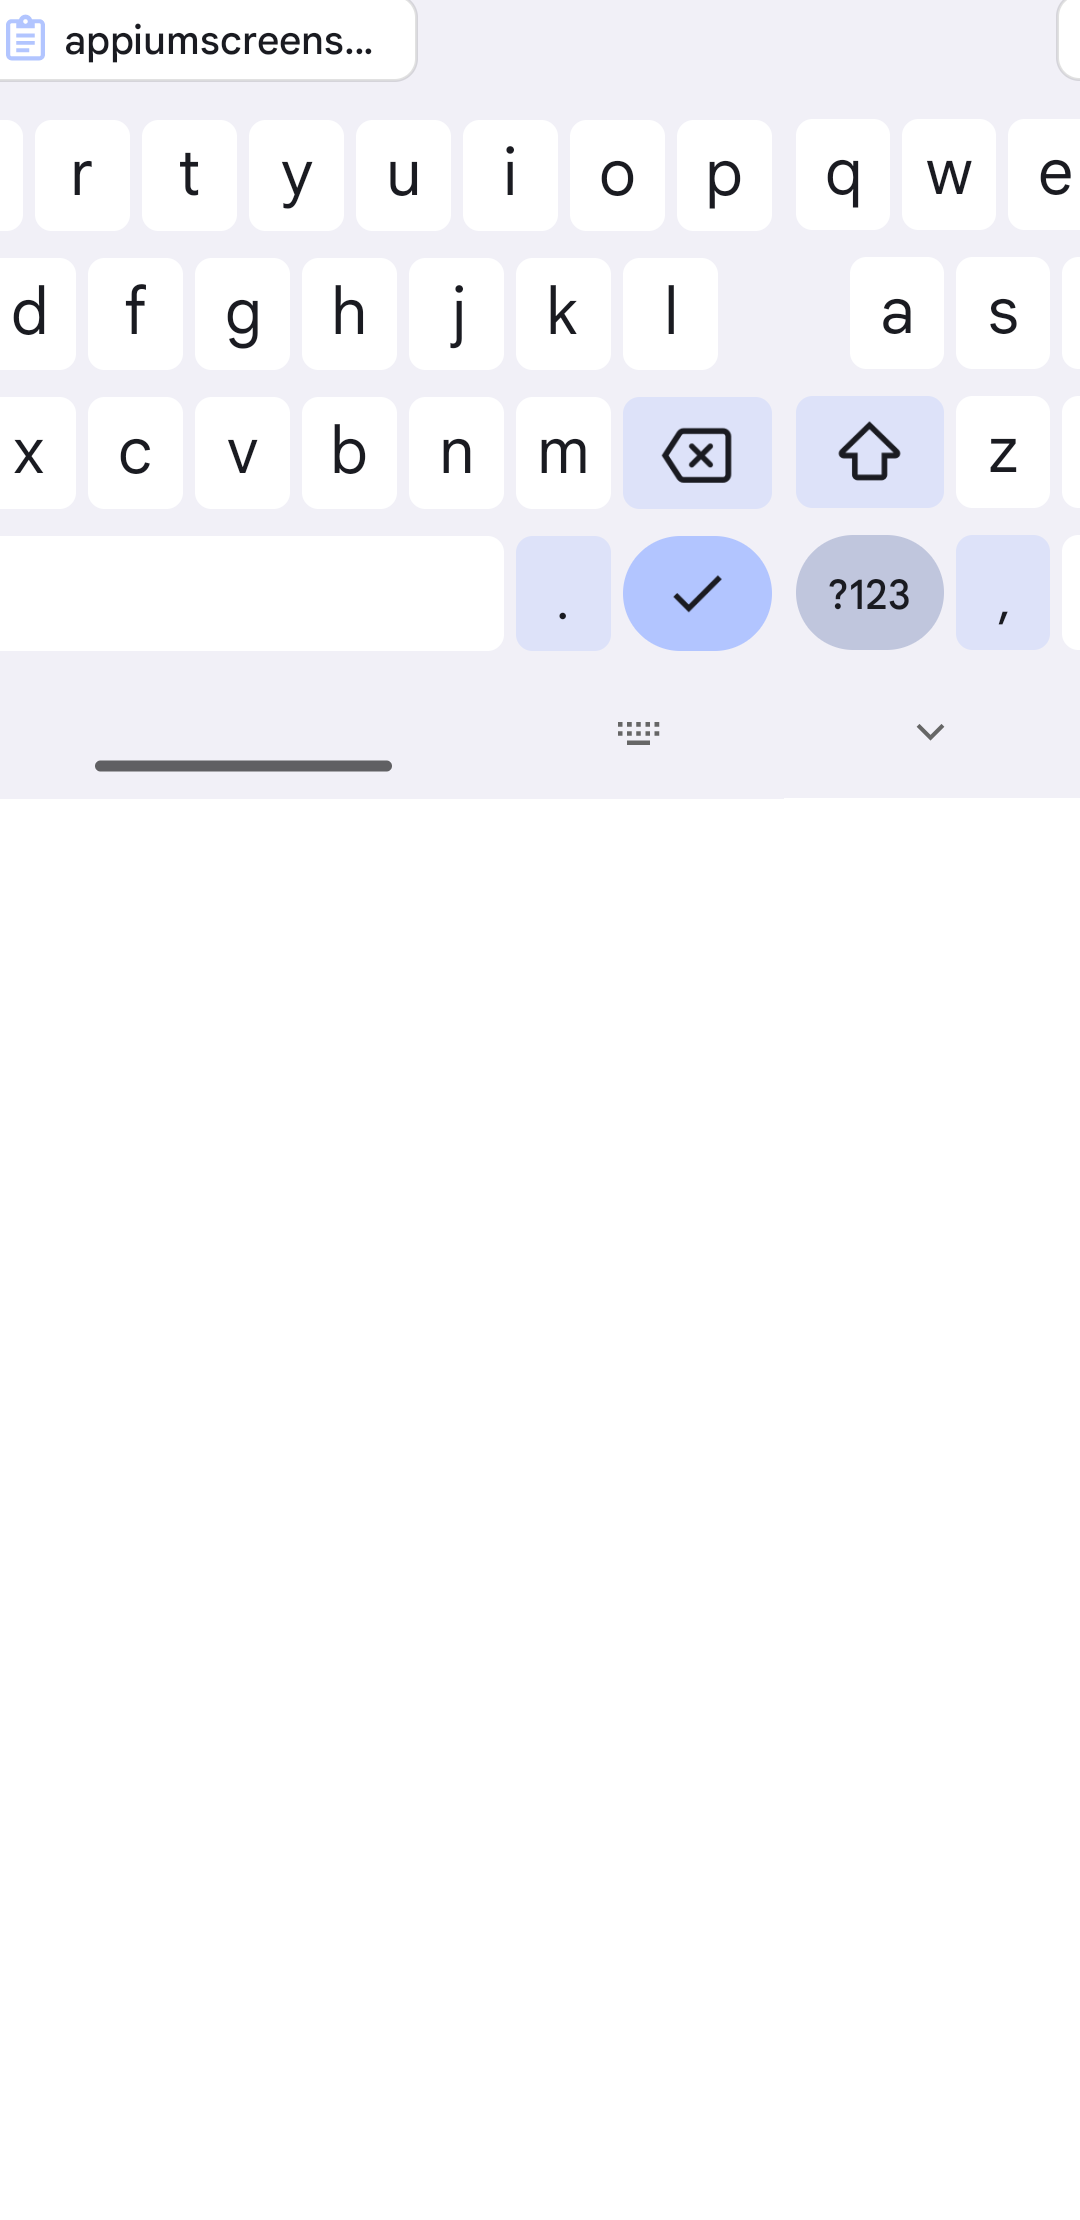 appiumscreens...
r t y u i o p q w e
d f g h j k l a s
x c v b n m z
. ?123 ,